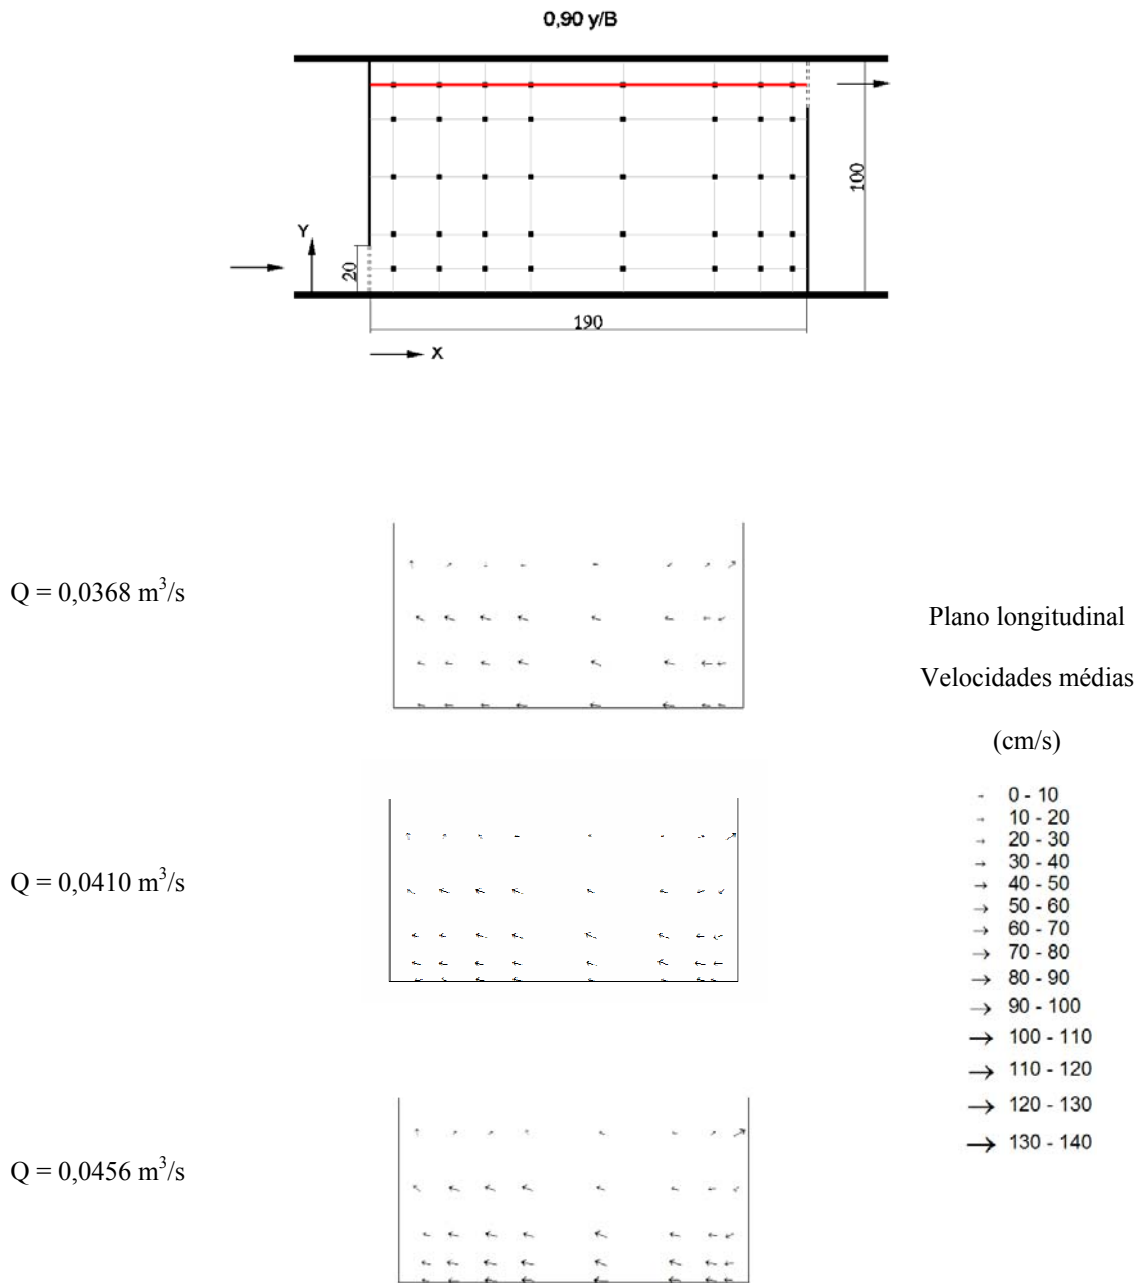 0,90 y/B
100
Y
20
190
X
Q = 0,0368 m³/s
Plano longitudinal
Velocidades médias
(cm/s)
0 - 10
10 - 20
20 - 30
30 - 40
Q = 0,0410 m³/s
40 - 50
50 - 60
60 - 70
70 - 80
80 - 90
90 - 100
100 - 110
110 - 120
120 - 130
130 - 140
Q = 0,0456 m³/s